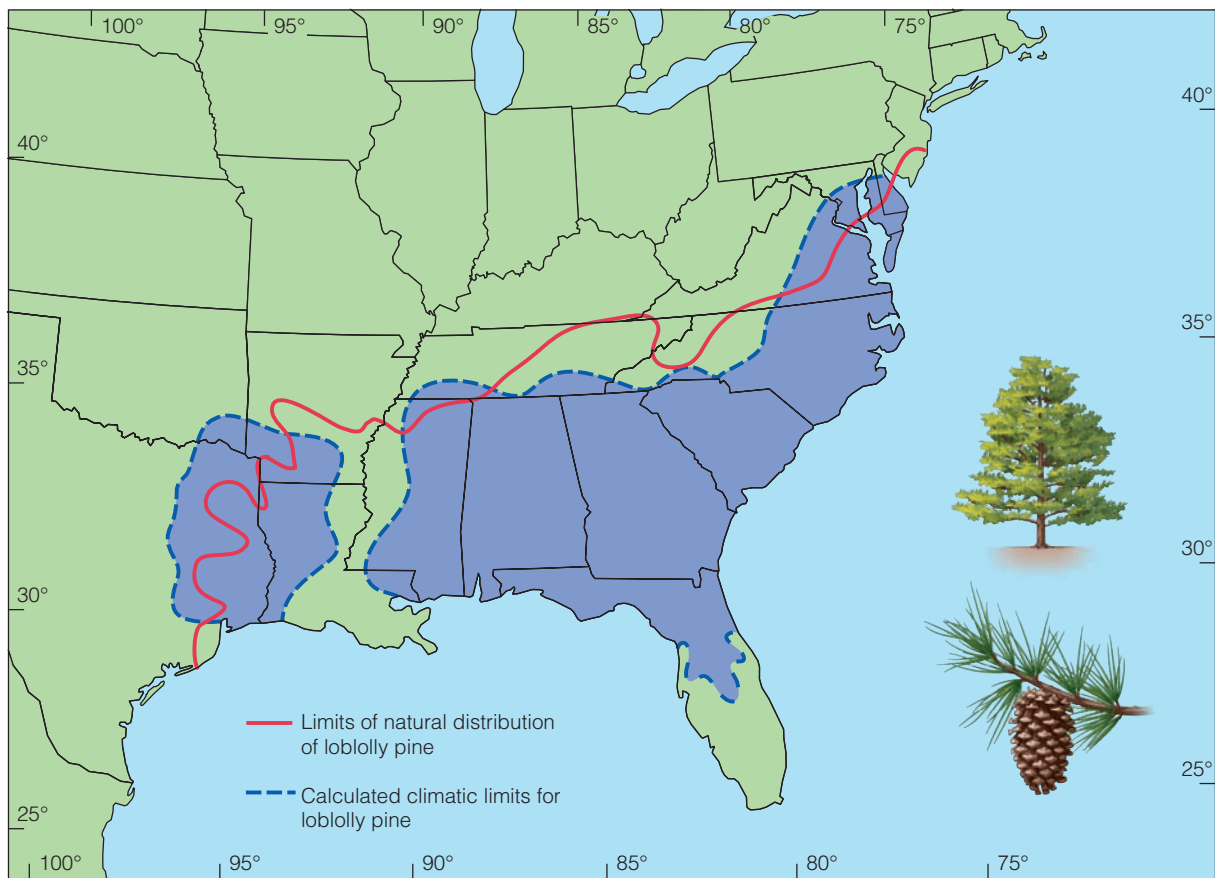 100° 95° 90° 85° 80° 75°
40°
40°
35°
35°
30°
30°
Limits of natural distribution
of loblolly pine
25°
Calculated climatic limits for
loblolly pine
25°
100° 95° 90° 85° 80° 75°